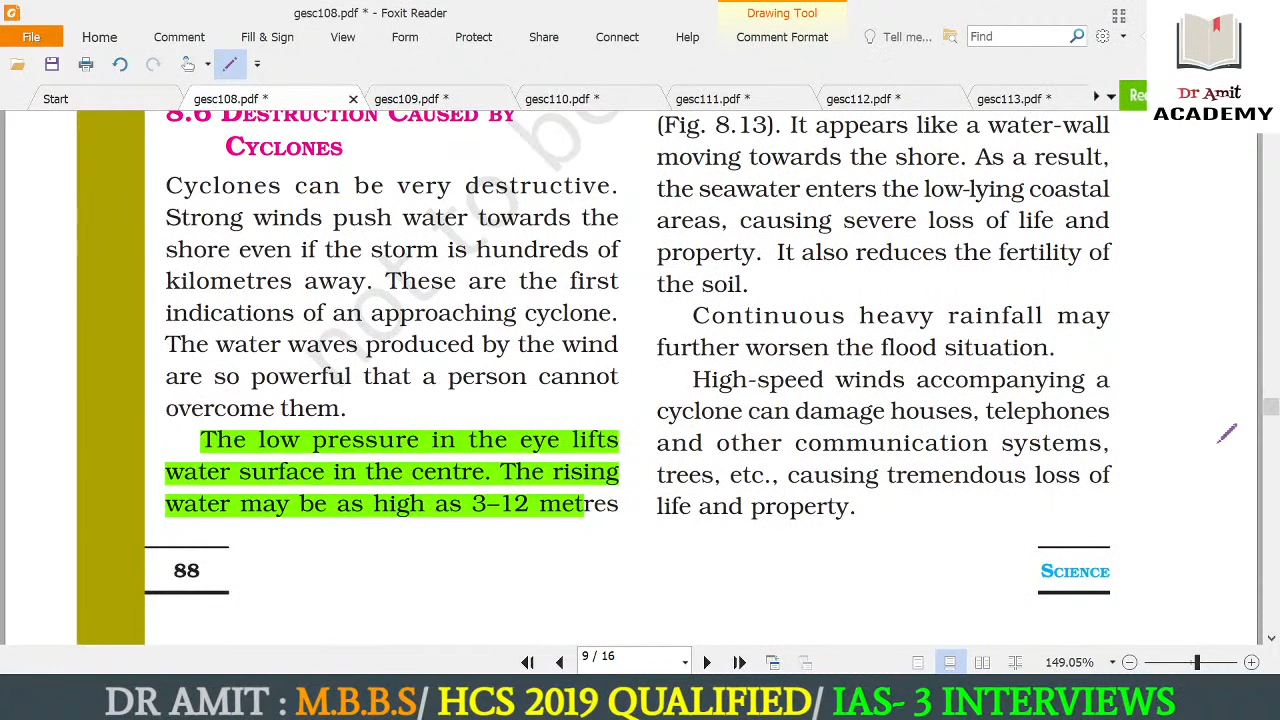 gesc108.pdf * - Foxit Reader
Drawing Tool
File Home Comment Fill & Sign View Form Protect Share Connect Help Comment Format Tell me... Find
Start gesc108.pdf * gesc109.pdf * gesc110.pdf * gesc111.pdf * gesc112.pdf * gesc113.pdf *
Dr Amit
ACADEMY
8.6 DESTRUCTION CAUSED BY
CYCLONES
Cyclones can be very destructive.
Strong winds push water towards the
shore even if the storm is hundreds of
kilometres away. These are the first
indications of an approaching cyclone.
The water waves produced by the wind
are so powerful that a person cannot
overcome them.
The low pressure in the eye lifts
water surface in the centre. The rising
water may be as high as 3–12 metres
88
(Fig. 8.13). It appears like a water-wall
moving towards the shore. As a result,
the seawater enters the low-lying coastal
areas, causing severe loss of life and
property. It also reduces the fertility of
the soil.
Continuous heavy rainfall may
further worsen the flood situation.
High-speed winds accompanying a
cyclone can damage houses, telephones
and other communication systems,
trees, etc., causing tremendous loss of
life and property.
SCIENCE
not to be
9 / 16
149.05%
DR AMIT : M.B.B.S/ HCS 2019 QUALIFIED/ IAS- 3 INTERVIEWS